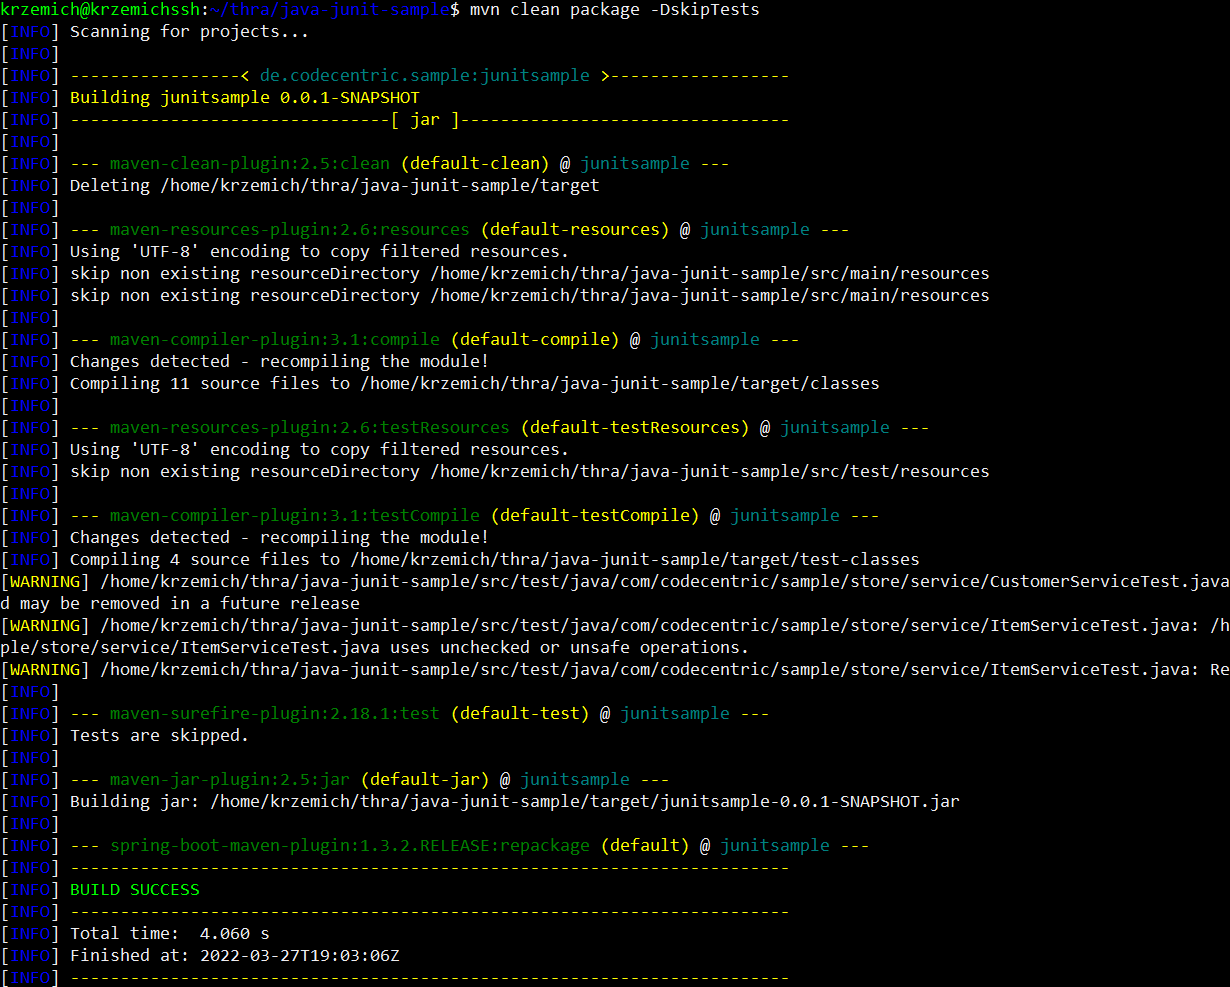 krzemich@krzemichssh:~/thra/java-junit-sample$ mvn clean package -DskipTests
[INFO] Scanning for projects...
[INFO]
[INFO] -----------------< de.codecentric.sample:junitsample >------------------
[INFO] Building junitsample 0.0.1-SNAPSHOT
[INFO] --------------------------------[ jar ]---------------------------------
[INFO]
[INFO] --- maven-clean-plugin:2.5:clean (default-clean) @ junitsample ---
[INFO] Deleting /home/krzemich/thra/java-junit-sample/target
[INFO]
[INFO] --- maven-resources-plugin:2.6:resources (default-resources) @ junitsample ---
[INFO] Using 'UTF-8' encoding to copy filtered resources.
[INFO] skip non existing resourceDirectory /home/krzemich/thra/java-junit-sample/src/main/resources
[INFO] skip non existing resourceDirectory /home/krzemich/thra/java-junit-sample/src/main/resources
[INFO]
[INFO] --- maven-compiler-plugin:3.1:compile (default-compile) @ junitsample ---
[INFO] Changes detected - recompiling the module!
[INFO] Compiling 11 source files to /home/krzemich/thra/java-junit-sample/target/classes
[INFO]
[INFO] --- maven-resources-plugin:2.6:testResources (default-testResources) @ junitsample ---
[INFO] Using 'UTF-8' encoding to copy filtered resources.
[INFO] skip non existing resourceDirectory /home/krzemich/thra/java-junit-sample/src/test/resources
[INFO]
[INFO] --- maven-compiler-plugin:3.1:testCompile (default-testCompile) @ junitsample ---
[INFO] Changes detected - recompiling the module!
[INFO] Compiling 4 source files to /home/krzemich/thra/java-junit-sample/target/test-classes
[WARNING] /home/krzemich/thra/java-junit-sample/src/test/java/com/codecentric/sample/store/service/CustomerServiceTest.java
d may be removed in a future release
[WARNING] /home/krzemich/thra/java-junit-sample/src/test/java/com/codecentric/sample/store/service/ItemServiceTest.java: /h
ple/store/service/ItemServiceTest.java uses unchecked or unsafe operations.
[WARNING] /home/krzemich/thra/java-junit-sample/src/test/java/com/codecentric/sample/store/service/ItemServiceTest.java: Re
[INFO]
[INFO] --- maven-surefire-plugin:2.18.1:test (default-test) @ junitsample ---
[INFO] Tests are skipped.
[INFO]
[INFO] --- maven-jar-plugin:2.5:jar (default-jar) @ junitsample ---
[INFO] Building jar: /home/krzemich/thra/java-junit-sample/target/junitsample-0.0.1-SNAPSHOT.jar
[INFO]
[INFO] --- spring-boot-maven-plugin:1.3.2.RELEASE:repackage (default) @ junitsample ---
[INFO] ------------------------------------------------------------------------
[INFO] BUILD SUCCESS
[INFO] ------------------------------------------------------------------------
[INFO] Total time:  4.060 s
[INFO] Finished at: 2022-03-27T19:03:06Z
[INFO] ------------------------------------------------------------------------